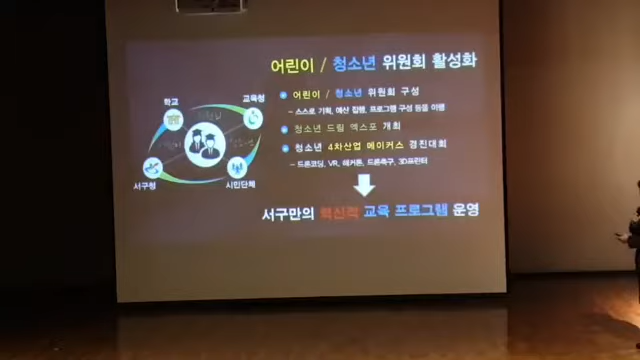 어린이 / 청소년 위원회 활성화
학교
교육청
서구청
시민단체
어린이 / 청소년 위원회 구성
- 스스로 기획, 예산 집행, 프로그램 구성 등을 이행
청소년 드림 엑스포 개최
청소년 4차산업 메이커스 경진대회
- 드론코딩, VR, 해커톤, 드론축구, 3D프린터
서구만의 혁신적 교육 프로그램 운영